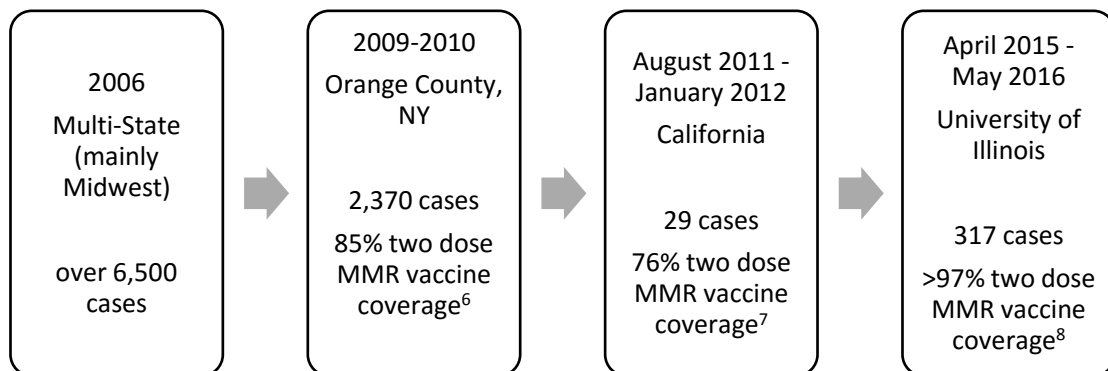 2006
Multi-State
(mainly
Midwest)
over 6,500
cases
2009-2010
Orange County,
NY
2,370 cases
85% two dose
MMR vaccine
coverage⁶
August 2011 -
January 2012
California
29 cases
76% two dose
MMR vaccine
coverage⁷
April 2015 -
May 2016
University of
Illinois
317 cases
>97% two dose
MMR vaccine
coverage⁸